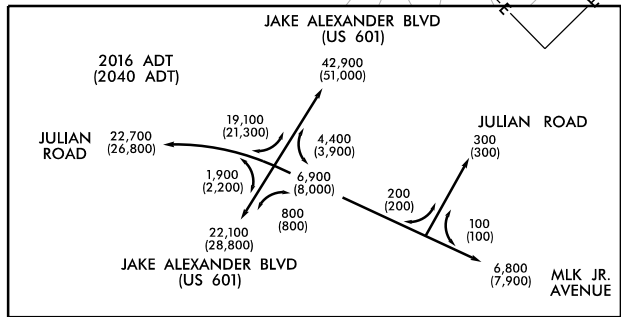 JAKE ALEXANDER BLVD
(US 601)
2016 ADT
(2040 ADT)
42,900
(51,000)
19,100
(21,300)
JULIAN ROAD
JULIAN
ROAD
22,700
(26,800)
4,400
(3,900)
300
(300)
1,900
(2,200)
6,900
(8,000)
200
(200)
800
(800)
100
(100)
22,100
(28,800)
JAKE ALEXANDER BLVD
(US 601)
6,800
(7,900)
MLK JR.
AVENUE